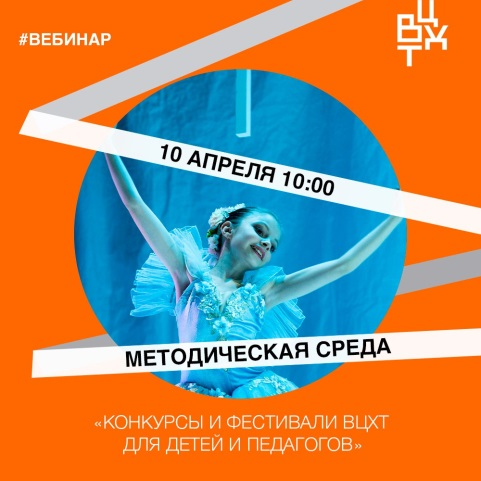 #ВЕБИНАР
ВЦХТ
10 АПРЕЛЯ 10:00
МЕТОДИЧЕСКАЯ СРЕДА
«КОНКУРСЫ И ФЕСТИВАЛИ ВЦХТ
ДЛЯ ДЕТЕЙ И ПЕДАГОГОВ»